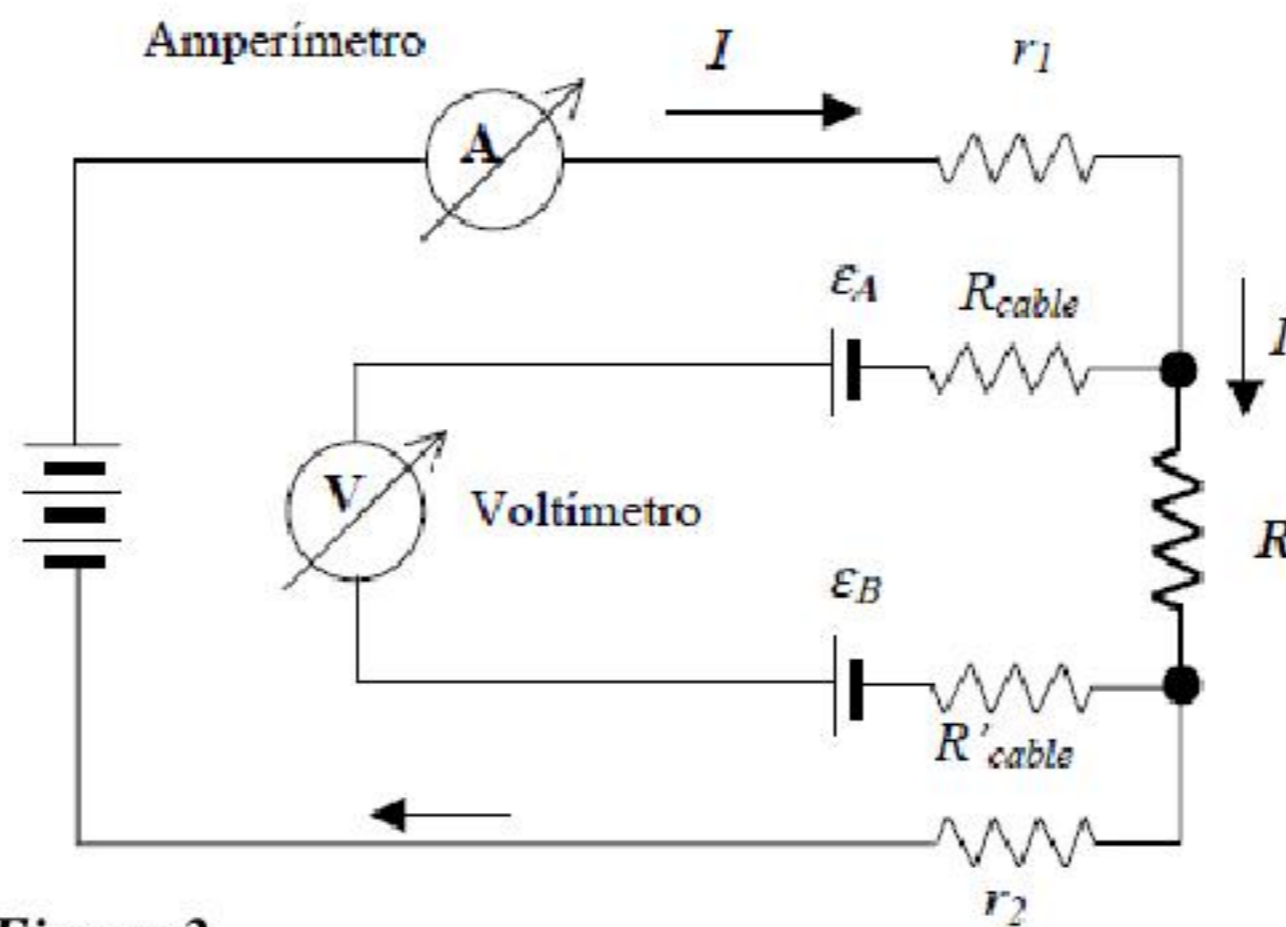 Amperímetro
I
r1
A
εA
Rcable
I
V
Voltímetro
R
εB
R'cable
r2